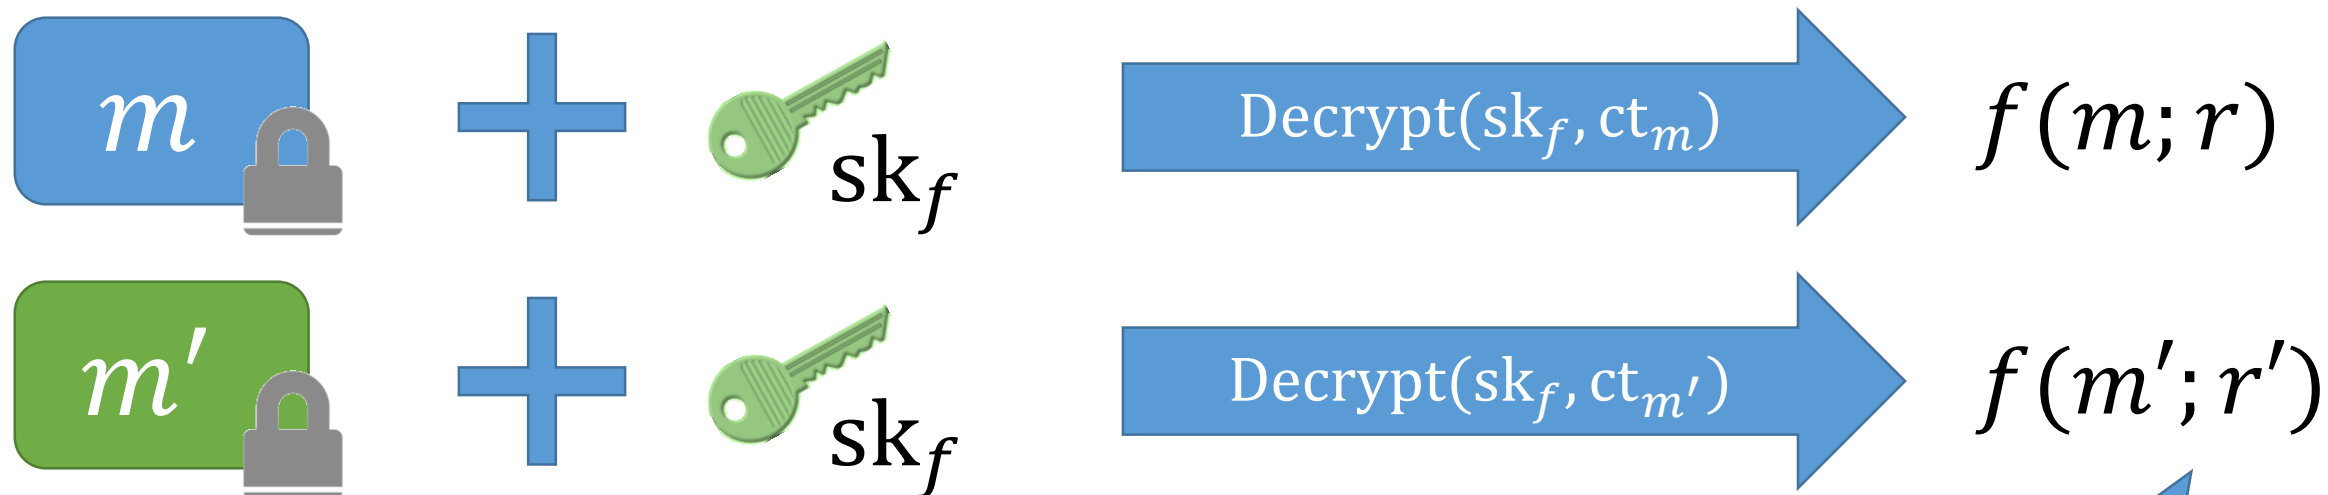 m sk_f Decrypt(sk_f, ct_m) f(m; r)
m′ sk_f Decrypt(sk_f, ct_m′) f(m′; r′)